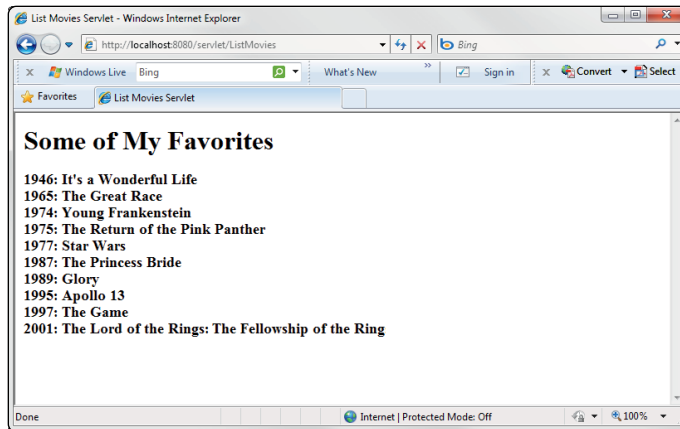 List Movies Servlet - Windows Internet Explorer
http://localhost:8080/servlet/ListMovies
Bing
x Windows Live Bing What's New » Sign in x Convert Select
Favorites List Movies Servlet
Some of My Favorites
1946: It's a Wonderful Life
1965: The Great Race
1974: Young Frankenstein
1975: The Return of the Pink Panther
1977: Star Wars
1987: The Princess Bride
1989: Glory
1995: Apollo 13
1997: The Game
2001: The Lord of the Rings: The Fellowship of the Ring
Done Internet | Protected Mode: Off 100%